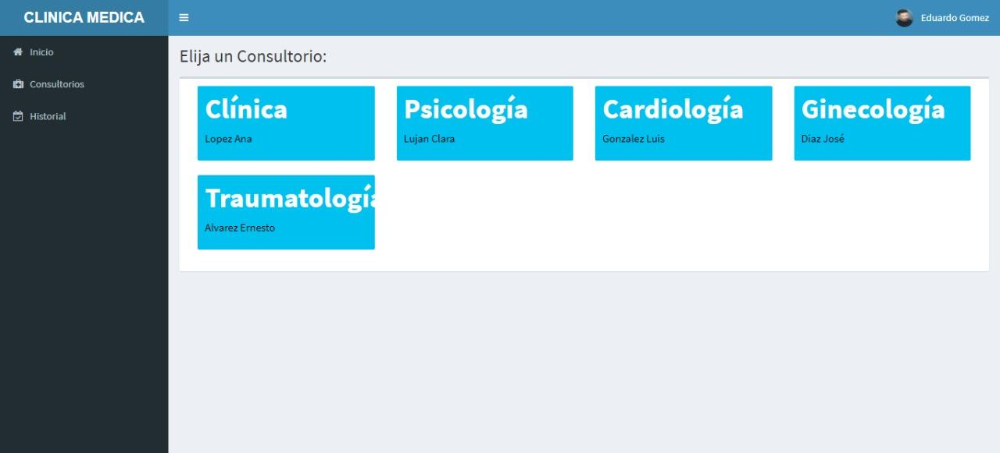 CLINICA MEDICA
Eduardo Gomez
Inicio
Consultorios
Historial
Elija un Consultorio:
Clínica
Lopez Ana
Psicología
Lujan Clara
Cardiología
Gonzalez Luis
Ginecología
Diaz José
Traumatología
Alvarez Ernesto